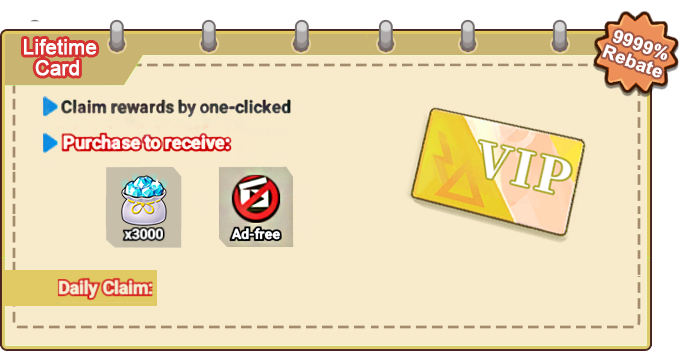 Lifetime
Card
9999%
Rebate
Claim rewards by one-clicked
Purchase to receive:
VIP
x3000
Ad-free
Daily Claim: